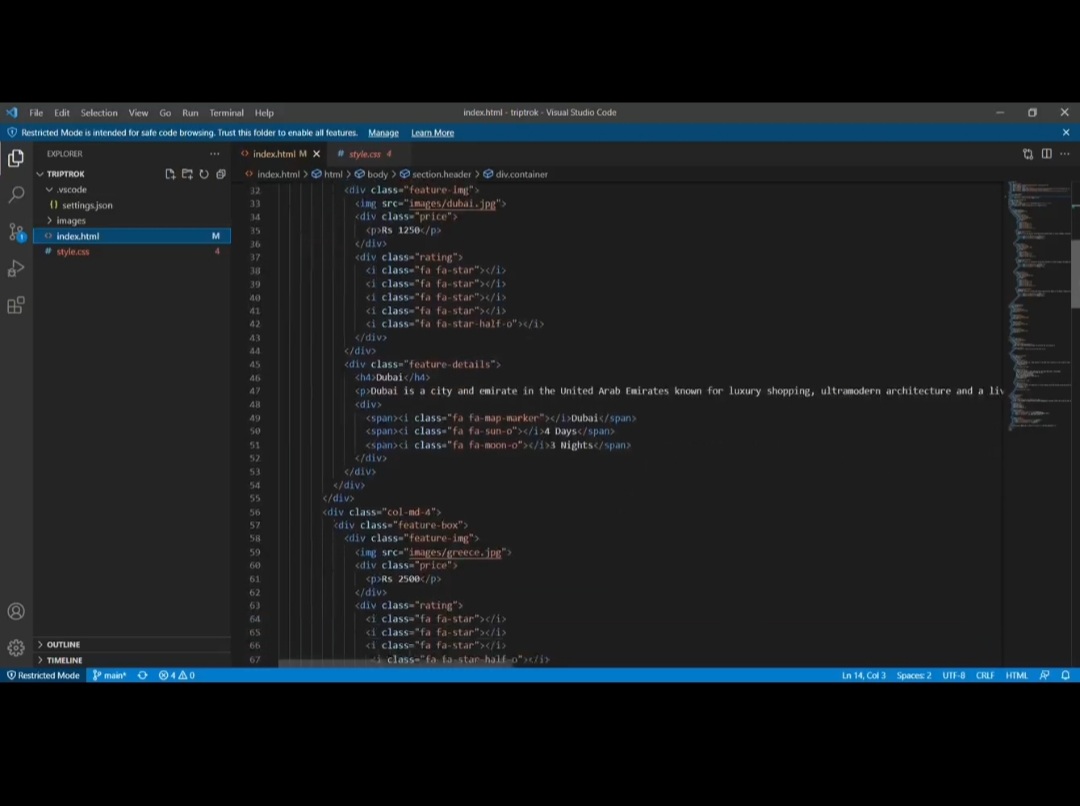 File Edit Selection View Go Run Terminal Help
index.html - triptrok - Visual Studio Code
Restricted Mode is intended for safe code browsing. Trust this folder to enable all features. Manage Learn More
EXPLORER
index.html M
# style.css 4
TRIPTROK
index.html > html > body > section.header > div.container
.vscode
{} settings.json
images
index.html M
# style.css 4
32 <div class="feature-img">
33 <img src="images/dubai.jpg">
34 <div class="price">
35 <p>Rs 1250</p>
36 </div>
37 <div class="rating">
38 <i class="fa fa-star"></i>
39 <i class="fa fa-star"></i>
40 <i class="fa fa-star"></i>
41 <i class="fa fa-star"></i>
42 <i class="fa fa-star-half-o"></i>
43 </div>
44 </div>
45 <div class="feature-details">
46 <h4>Dubai</h4>
47 <p>Dubai is a city and emirate in the United Arab Emirates known for luxury shopping, ultramodern architecture and a liv
48 <div>
49 <span><i class="fa fa-map-marker"></i>Dubai</span>
50 <span><i class="fa fa-sun-o"></i>4 Days</span>
51 <span><i class="fa fa-moon-o"></i>3 Nights</span>
52 </div>
53 </div>
54 </div>
55 </div>
56 <div class="col-md-4">
57 <div class="feature-box">
58 <div class="feature-img">
59 <img src="images/greece.jpg">
60 <div class="price">
61 <p>Rs 2500</p>
62 </div>
63 <div class="rating">
64 <i class="fa fa-star"></i>
65 <i class="fa fa-star"></i>
66 <i class="fa fa-star"></i>
67 <i class="fa fa-star-half-o"></i>
OUTLINE
TIMELINE
Restricted Mode main* 4 0 Ln 14, Col 3 Spaces: 2 UTF-8 CRLF HTML